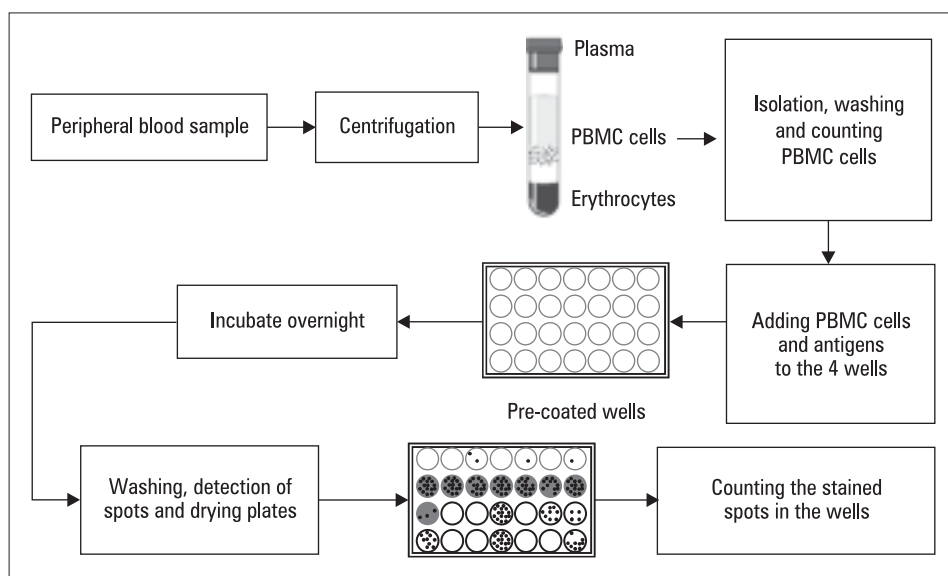 Peripheral blood sample
Centrifugation
Plasma
PBMC cells
Erythrocytes
Isolation, washing
and counting
PBMC cells
Adding PBMC cells
and antigens
to the 4 wells
Pre-coated wells
Incubate overnight
Washing, detection of
spots and drying plates
Counting the stained
spots in the wells